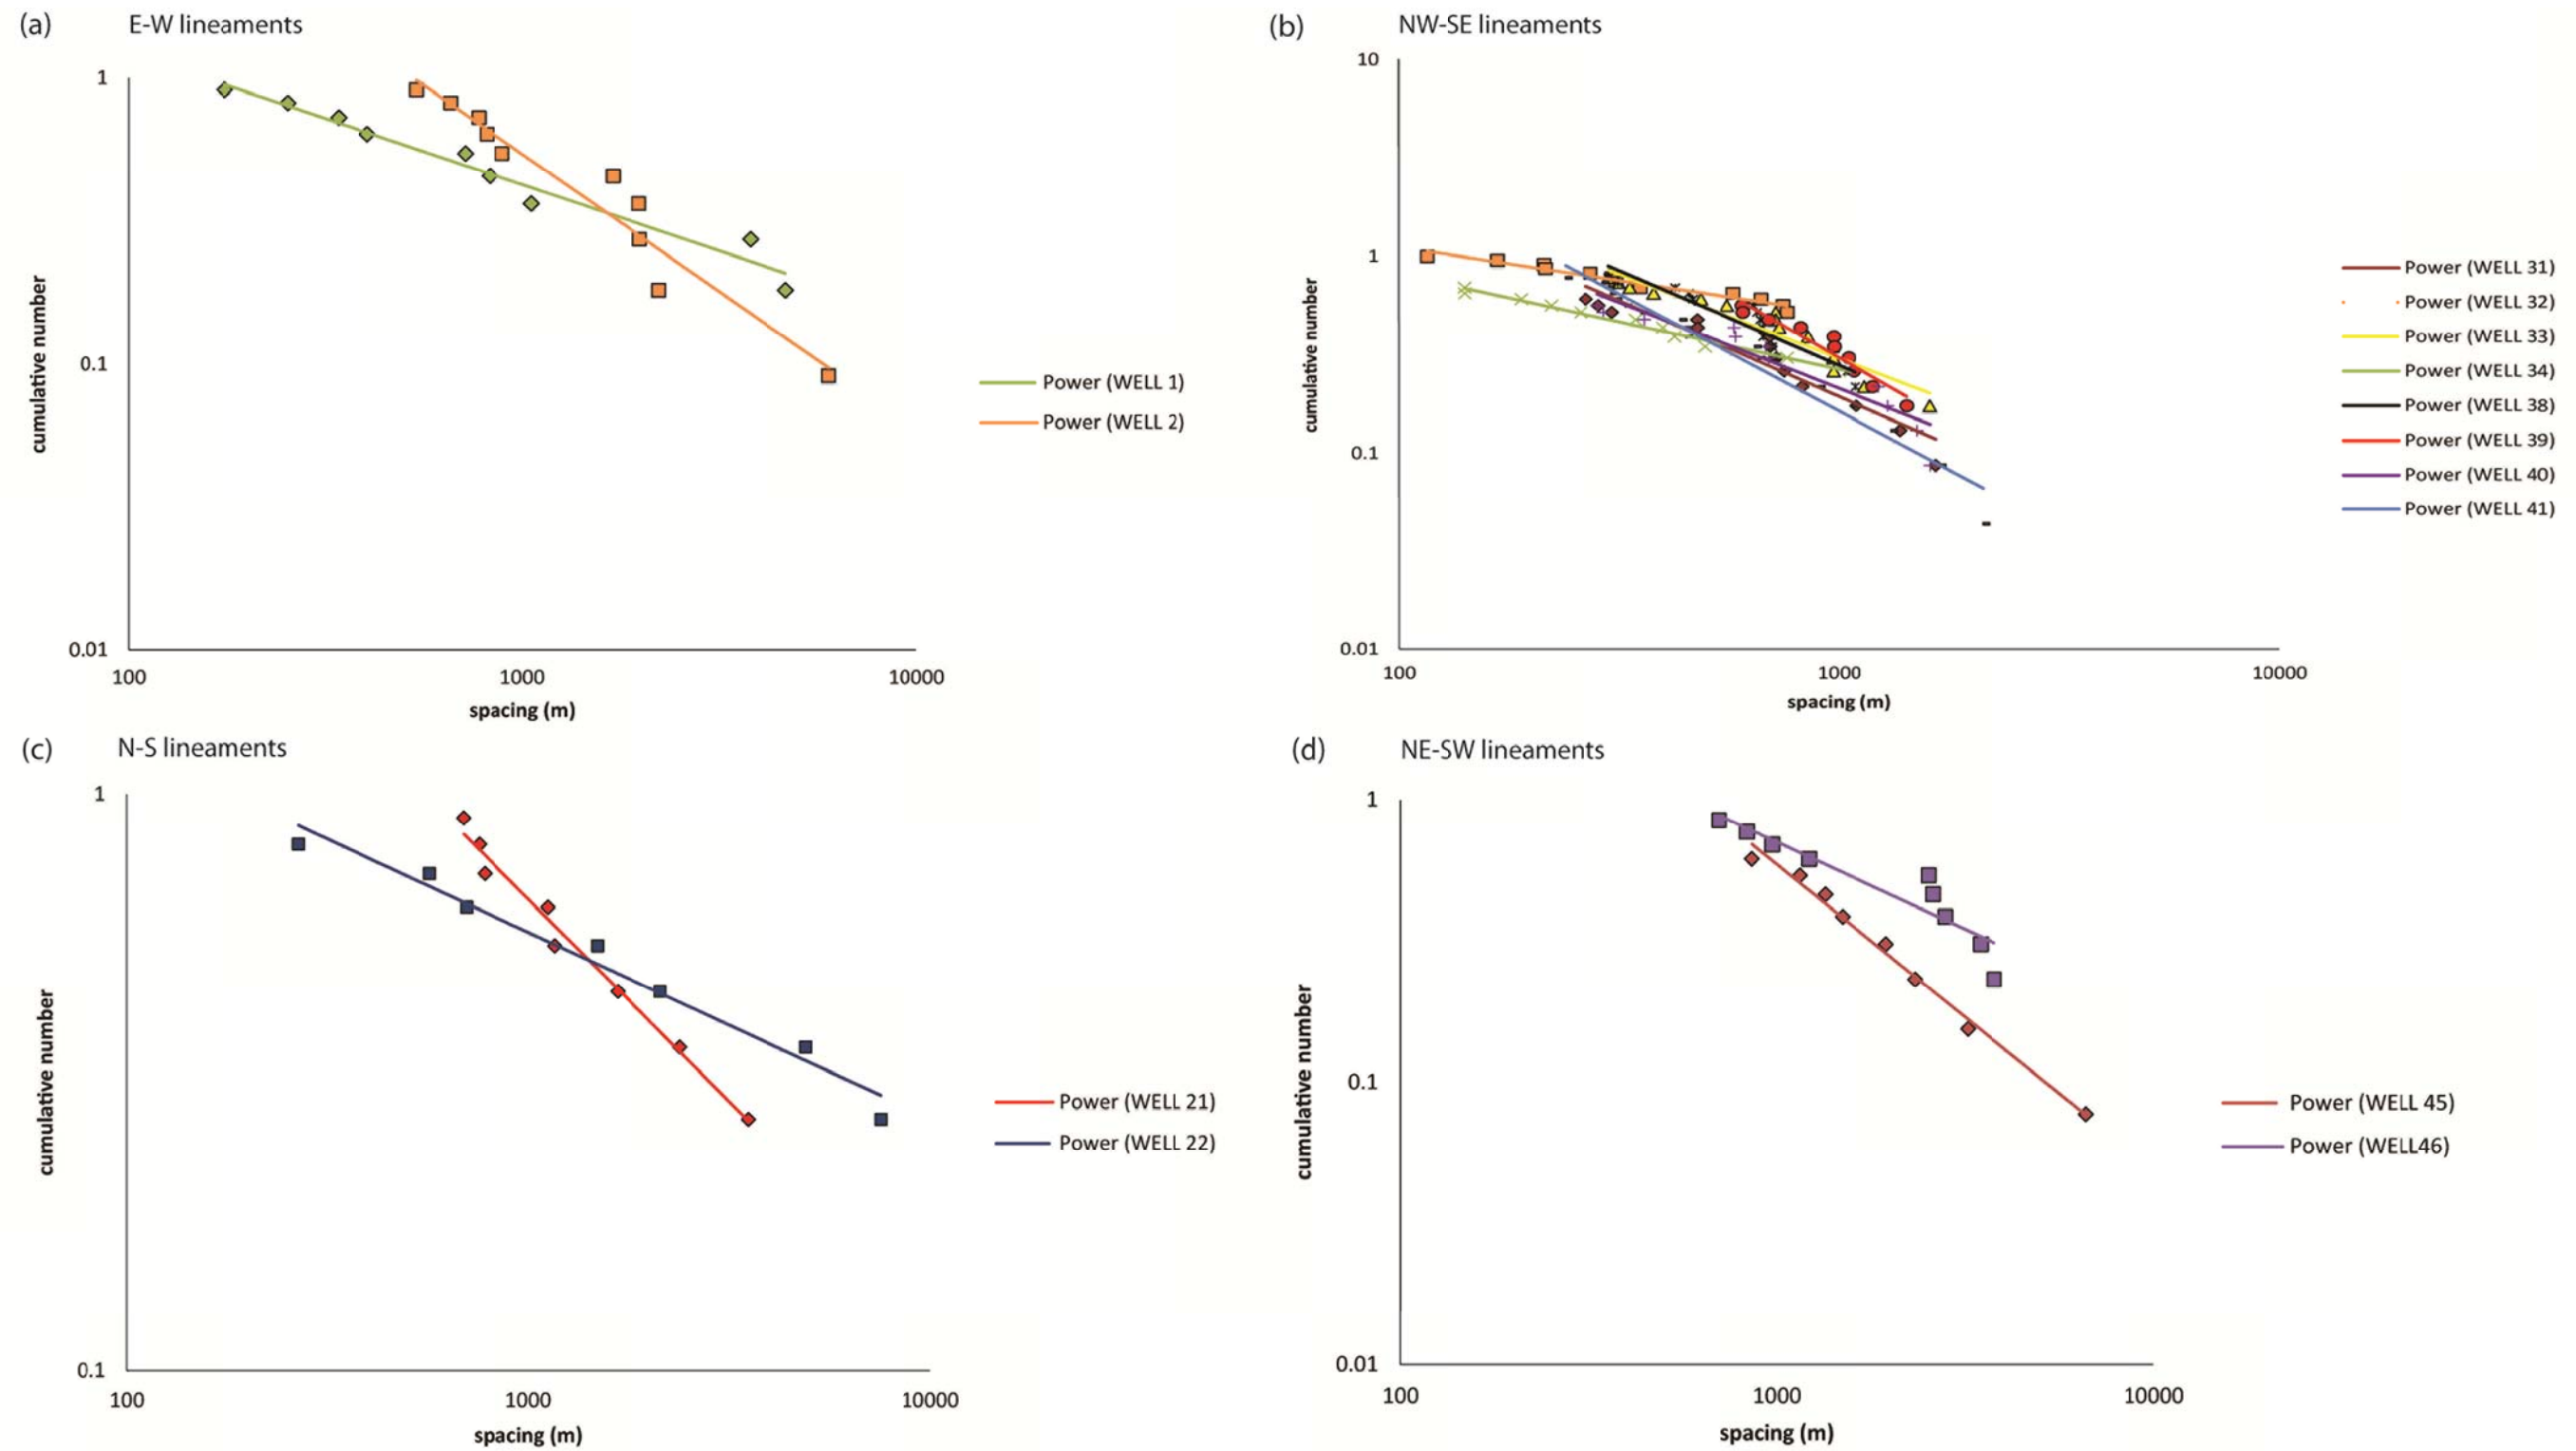 (a) E-W lineaments
1
0.1
0.01
100 1000 10000
spacing (m)
cumulative number
Power (WELL 1)
Power (WELL 2)
(b) NW-SE lineaments
10
1
0.1
0.01
100 1000 10000
spacing (m)
cumulative number
Power (WELL 31)
Power (WELL 32)
Power (WELL 33)
Power (WELL 34)
Power (WELL 38)
Power (WELL 39)
Power (WELL 40)
Power (WELL 41)
(c) N-S lineaments
1
0.1
100 1000 10000
spacing (m)
cumulative number
Power (WELL 21)
Power (WELL 22)
(d) NE-SW lineaments
1
0.1
0.01
100 1000 10000
spacing (m)
cumulative number
Power (WELL 45)
Power (WELL46)